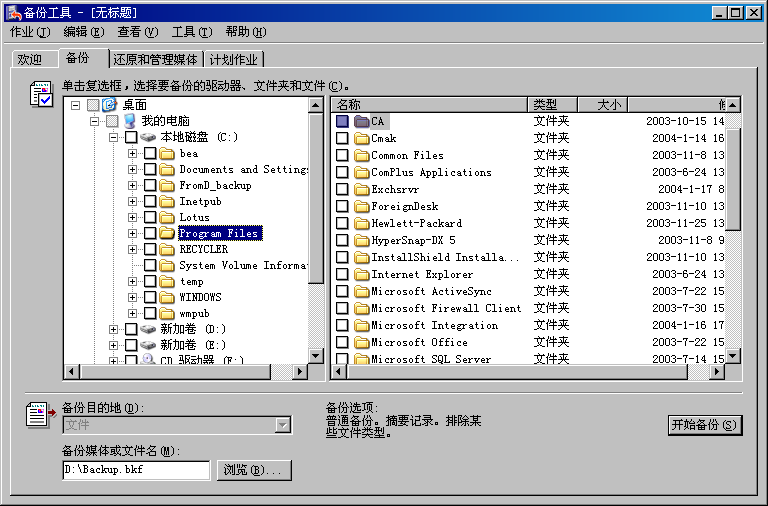 备份工具 - [无标题]
作业(J) 编辑(E) 查看(V) 工具(T) 帮助(H)
欢迎 备份 还原和管理媒体 计划作业
单击复选框，选择要备份的驱动器、文件夹和文件(C)。
桌面
我的电脑
本地磁盘 (C:)
bea
Documents and Setting
FromD_backup
Inetpub
Lotus
Program Files
RECYCLER
System Volume Informa
temp
WINDOWS
wmpub
新加卷 (D:)
新加卷 (E:)
CD 驱动器 (F:)
名称 类型 大小 修
CA 文件夹 2003-10-15 14
Cmak 文件夹 2004-1-14 16
Common Files 文件夹 2003-11-8 13
ComPlus Applications 文件夹 2003-6-24 13
Exchsrvr 文件夹 2004-1-17 8
ForeignDesk 文件夹 2003-11-10 13
Hewlett-Packard 文件夹 2003-11-25 13
HyperSnap-DX 5 文件夹 2003-11-8 9
InstallShield Installa... 文件夹 2003-11-10 13
Internet Explorer 文件夹 2003-6-24 13
Microsoft ActiveSync 文件夹 2003-7-22 15
Microsoft Firewall Client 文件夹 2003-7-30 15
Microsoft Integration 文件夹 2004-1-16 17
Microsoft Office 文件夹 2003-7-22 15
Microsoft SQL Server 文件夹 2003-7-14 15
备份目的地(D):
文件
备份媒体或文件名(M):
D:\Backup.bkf 浏览(B)...
备份选项:
普通备份。摘要记录。排除某
些文件类型。
开始备份(S)